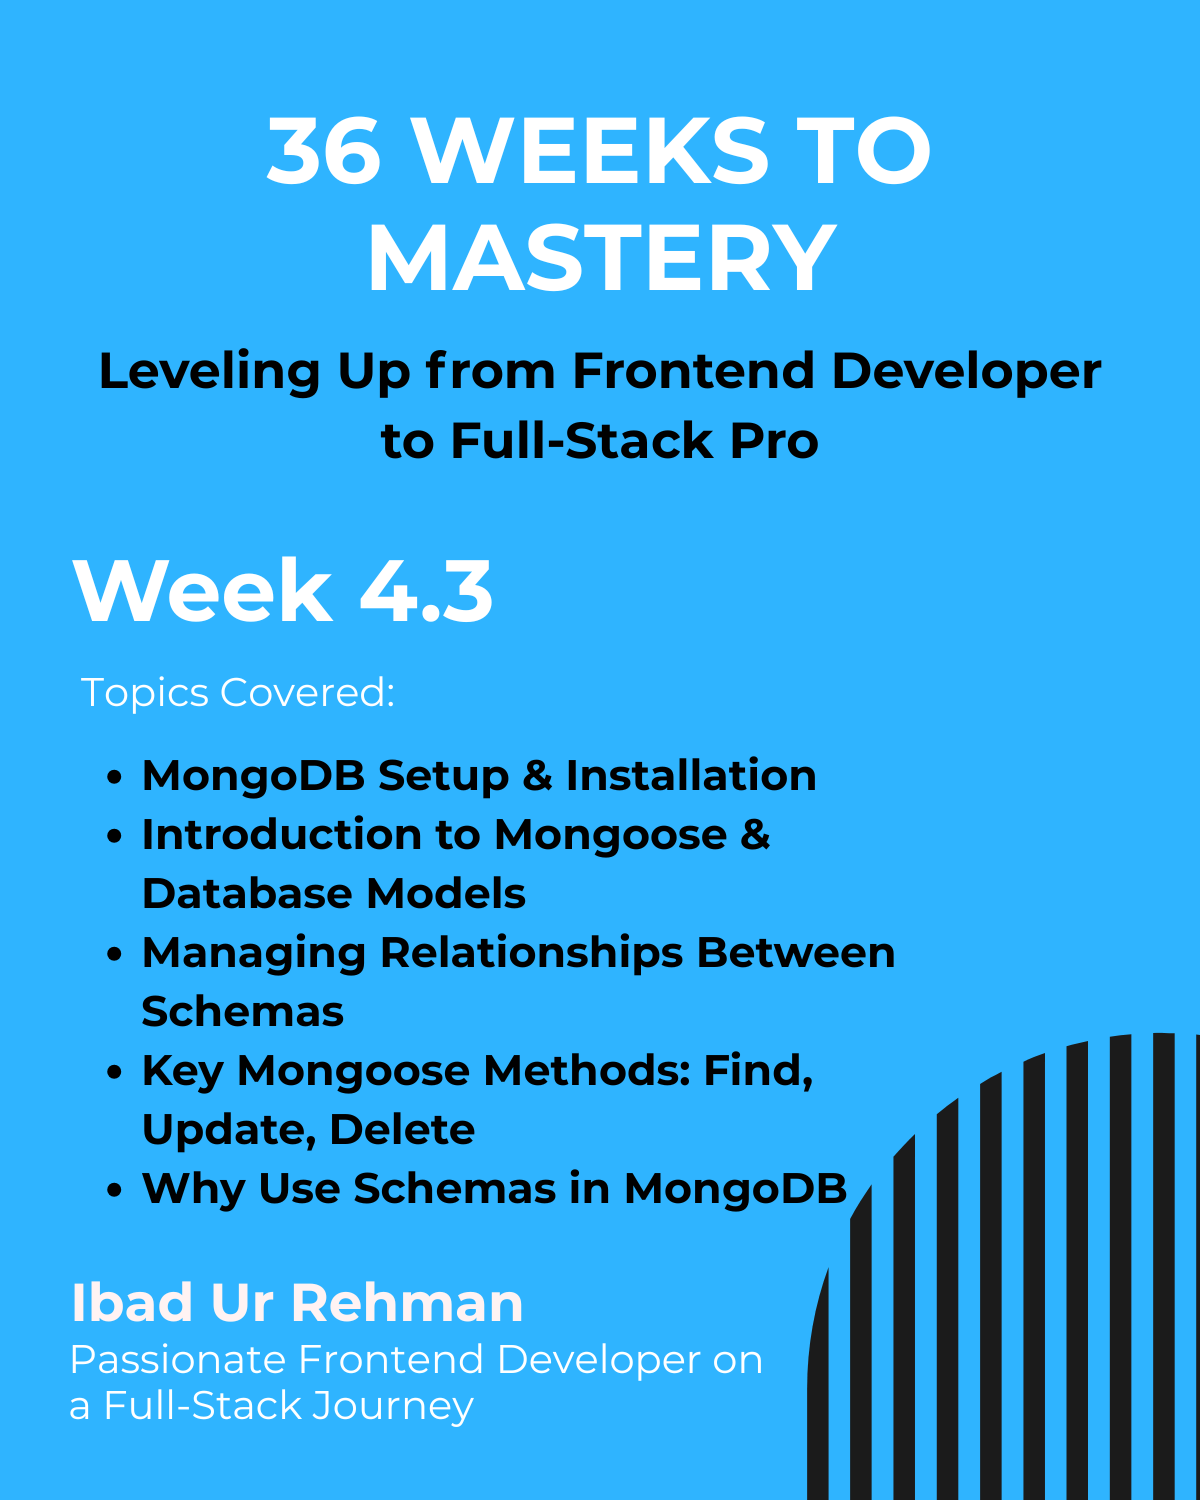 36 WEEKS TO
MASTERY
Leveling Up from Frontend Developer
to Full-Stack Pro
Week 4.3
Topics Covered:
• MongoDB Setup & Installation
• Introduction to Mongoose &
Database Models
• Managing Relationships Between
Schemas
• Key Mongoose Methods: Find,
Update, Delete
• Why Use Schemas in MongoDB
Ibad Ur Rehman
Passionate Frontend Developer on
a Full-Stack Journey